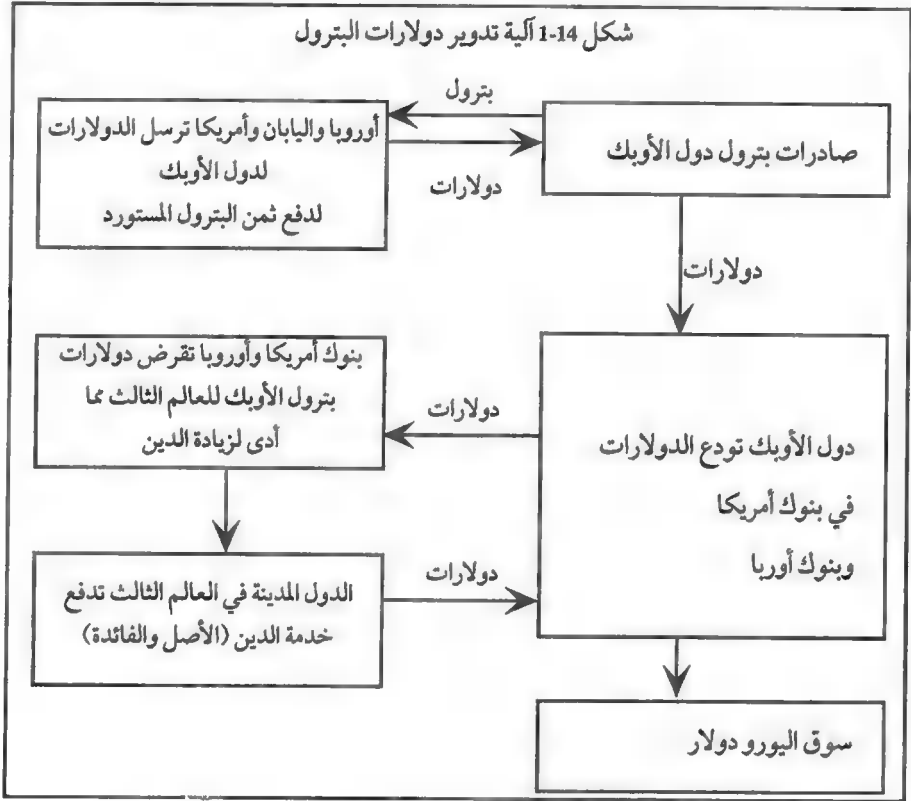 شكل 14-1 آلية تدوير دولارات البترول
بترول
صادرات بترول دول الأوبك
أوروبا واليابان وأمريكا ترسل الدولارات
لدول الأوبك
لدفع ثمن البترول المستورد
دولارات
دولارات
دول الأوبك تودع الدولارات
في بنوك أمريكا
وبنوك أوربا
دولارات
بنوك أمريكا وأوروبا تقرض دولارات
بترول الأوبك للعالم الثالث مما
أدى لزيادة الدين
دولارات
الدول المدينة في العالم الثالث تدفع
خدمة الدين (الأصل والفائدة)
سوق اليورو دولار